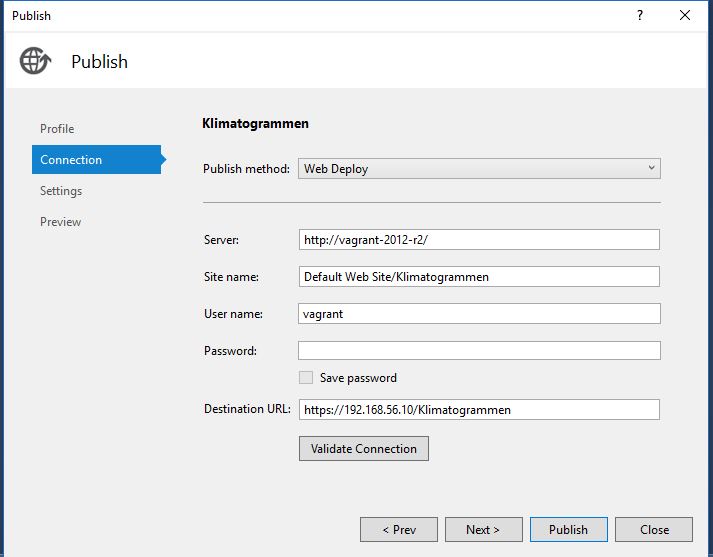 Publish
?
Publish
Profile
Connection
Settings
Preview
Klimatogrammen
Publish method: Web Deploy
Server: http://vagrant-2012-r2/
Site name: Default Web Site/Klimatogrammen
User name: vagrant
Password:
Save password
Destination URL: https://192.168.56.10/Klimatogrammen
Validate Connection
< Prev Next > Publish Close